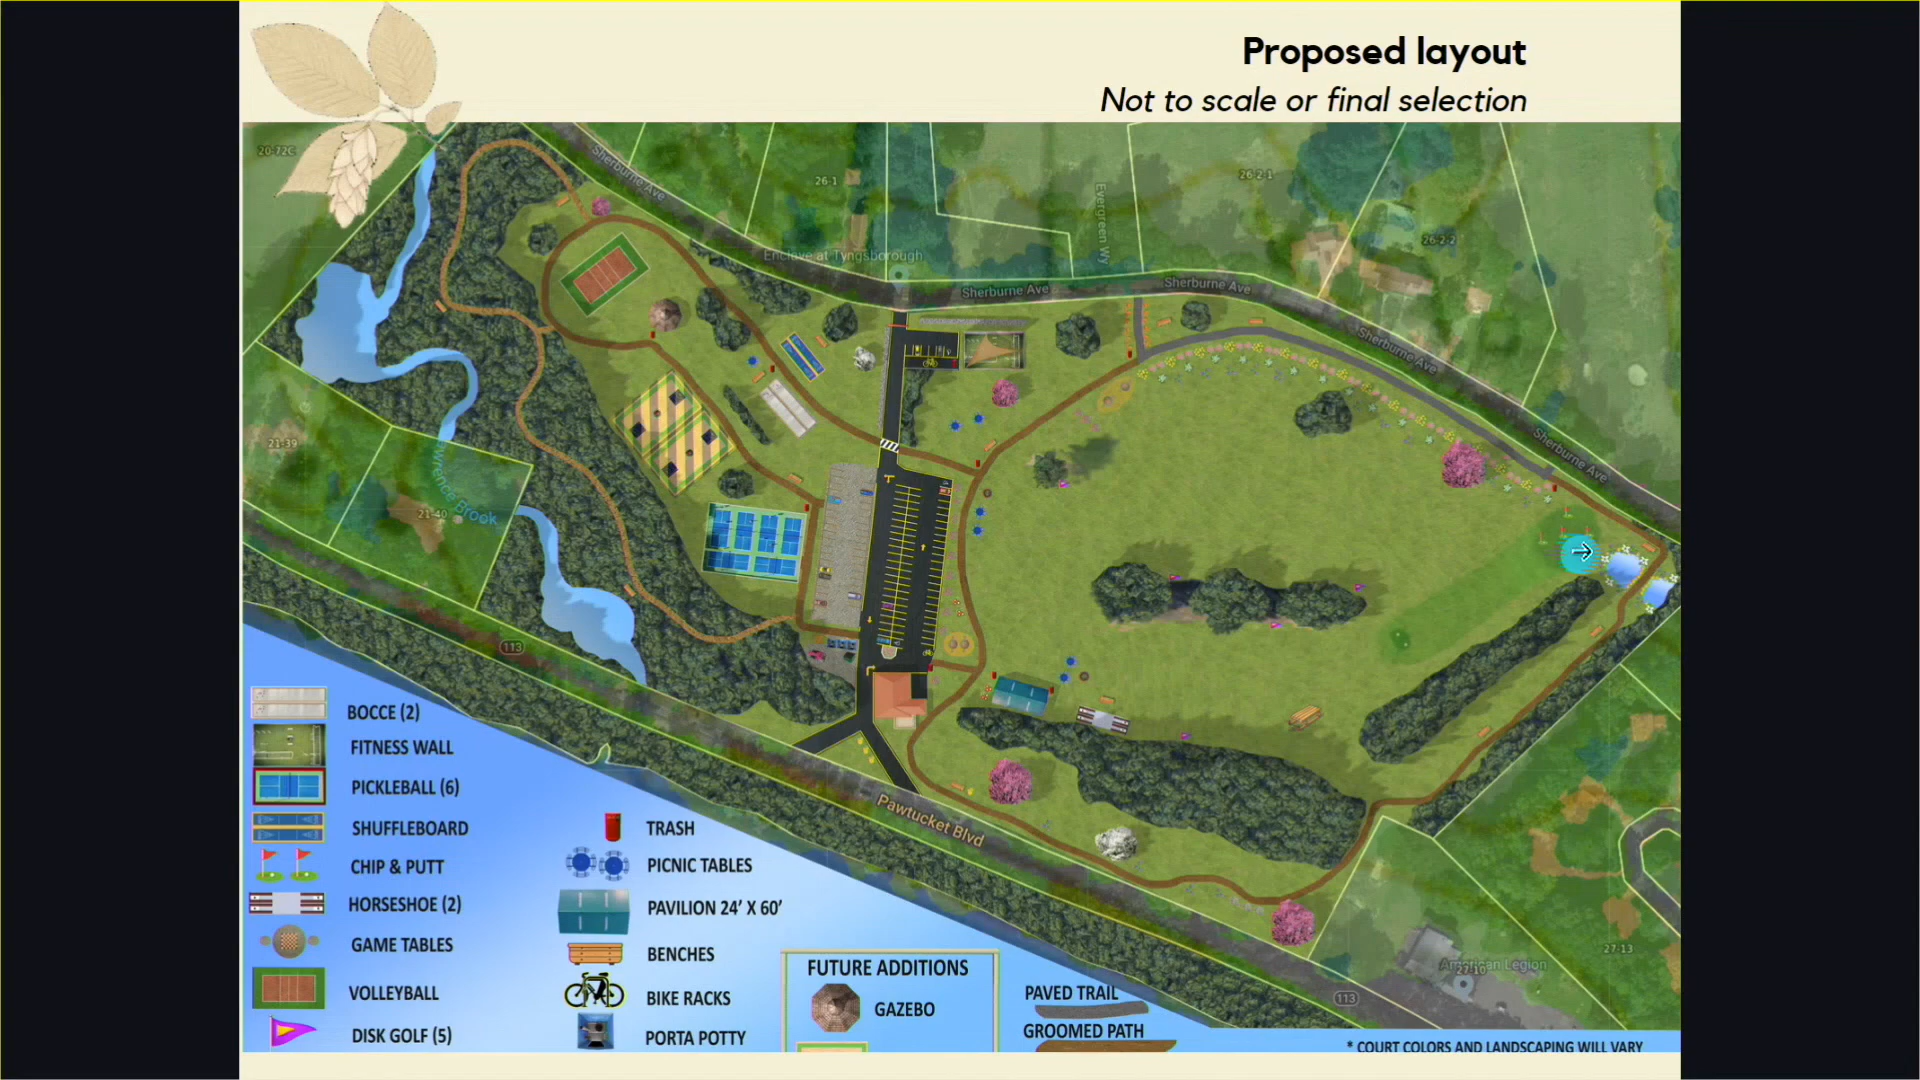 Proposed layout
Not to scale or final selection
20-72C
Sherburne Ave
26-1
Evergreen Wy
26-2-1
26-2-2
Enclave at Tyngsborough
Sherburne Ave
Sherburne Ave
Sherburne Ave
Sherburne Ave
21-39
21-40
wrence Brook
113
Pawtucket Blvd
27-13
American Legion
27-10
113
BOCCE (2)
FITNESS WALL
PICKLEBALL (6)
SHUFFLEBOARD
CHIP & PUTT
HORSESHOE (2)
GAME TABLES
VOLLEYBALL
DISK GOLF (5)
TRASH
PICNIC TABLES
PAVILION 24' X 60'
BENCHES
BIKE RACKS
PORTA POTTY
FUTURE ADDITIONS
GAZEBO
PAVED TRAIL
GROOMED PATH
* COURT COLORS AND LANDSCAPING WILL VARY